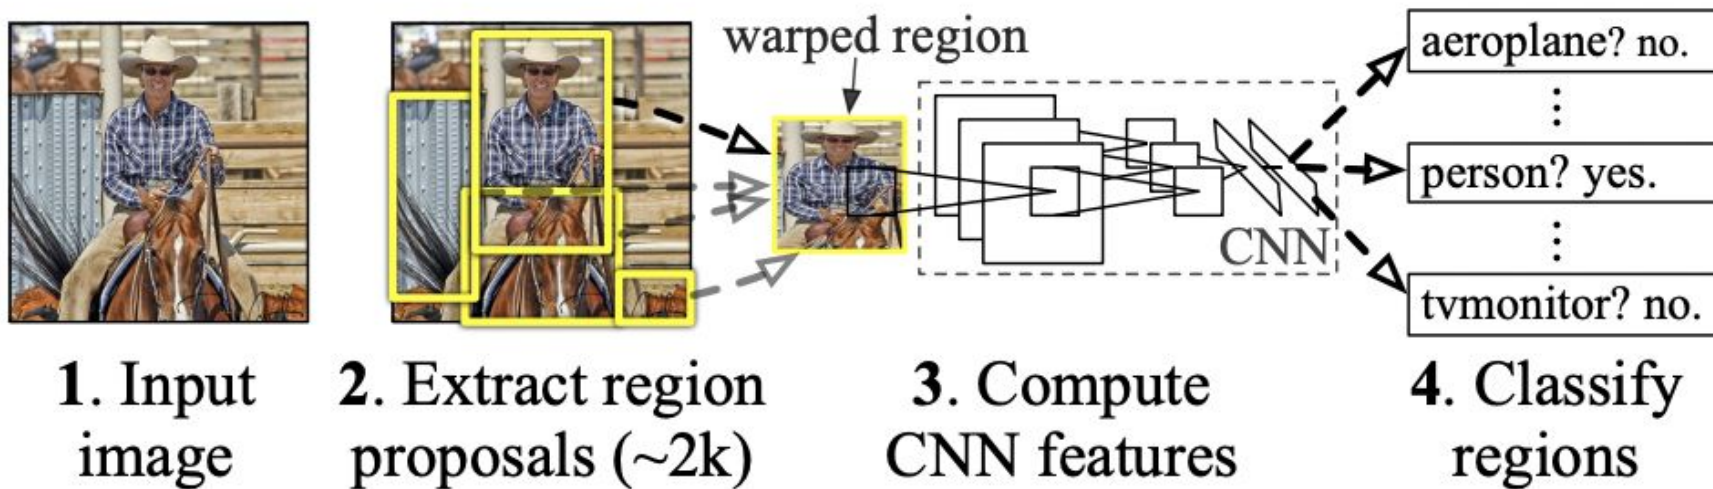 warped region
aeroplane? no.
⋮
person? yes.
⋮
tvmonitor? no.
CNN
1. Input
image
2. Extract region
proposals (~2k)
3. Compute
CNN features
4. Classify
regions